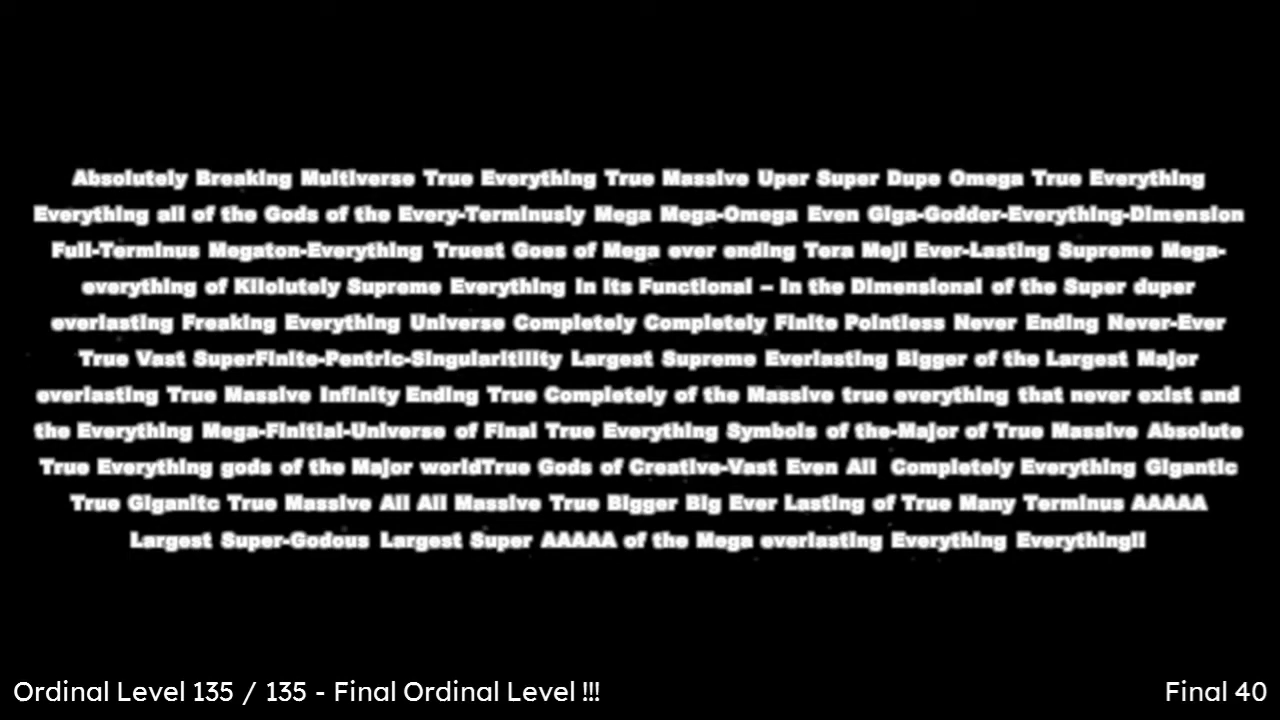 Absolutely Breaking Multiverse True Everything True Massive Uper Super Dupe Omega True Everything
Everything all of the Gods of the Every-Terminusly Mega Mega-Omega Even Giga-Godder-Everything-Dimension
Full-Terminus Megaton-Everything Truest Goes of Mega ever ending Tera Meji Ever-Lasting Supreme Mega-
everything of Kilolutely Supreme Everything in its Functional – in the Dimensional of the Super duper
everlasting Freaking Everything Universe Completely Completely Finite Pointless Never Ending Never-Ever
True Vast SuperFinite-Pentric-Singularitility Largest Supreme Everlasting Bigger of the Largest Major
everlasting True Massive Infinity Ending True Completely of the Massive true everything that never exist and
the Everything Mega-Finitial-Universe of Final True Everything Symbols of the-Major of True Massive Absolute
True Everything gods of the Major worldTrue Gods of Creative-Vast Even All Completely Everything Gigantic
True Giganitc True Massive All All Massive True Bigger Big Ever Lasting of True Many Terminus AAAAA
Largest Super-Godous Largest Super AAAAA of the Mega everlasting Everything Everything!!
Ordinal Level 135 / 135 - Final Ordinal Level !!!
Final 40